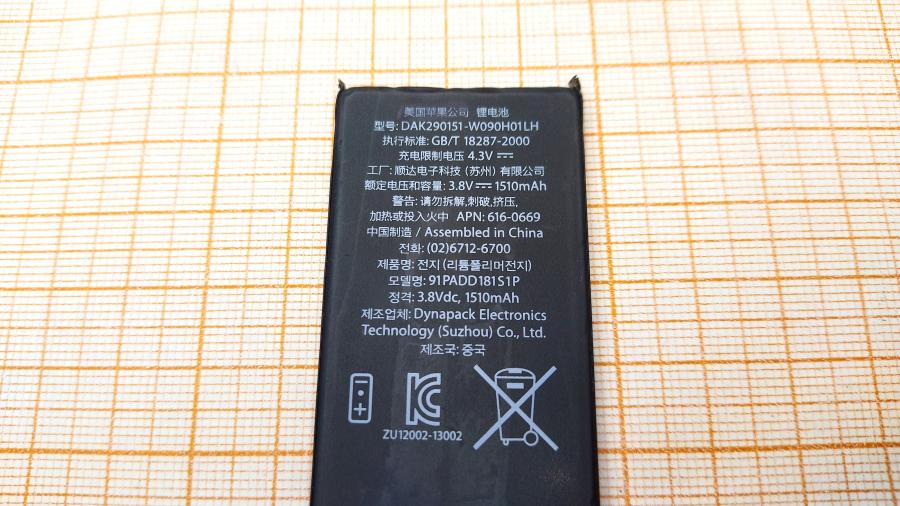 美国苹果公司 锂电池
型号: DAK290151-W090H01LH
执行标准: GB/T 18287-2000
充电限制电压 4.3V
工厂: 顺达电子科技 (苏州) 有限公司
额定电压和容量: 3.8V 1510mAh
警告: 请勿拆解,刺破,挤压,
加热或投入火中 APN: 616-0669
中国制造 / Assembled in China
전화: (02)6712-6700
제품명: 전지 (리튬폴리머전지)
모델명: 91PADD181S1P
정격: 3.8Vdc, 1510mAh
제조업체: Dynapack Electronics
Technology (Suzhou) Co., Ltd.
제조국: 중국
ZU12002-13002